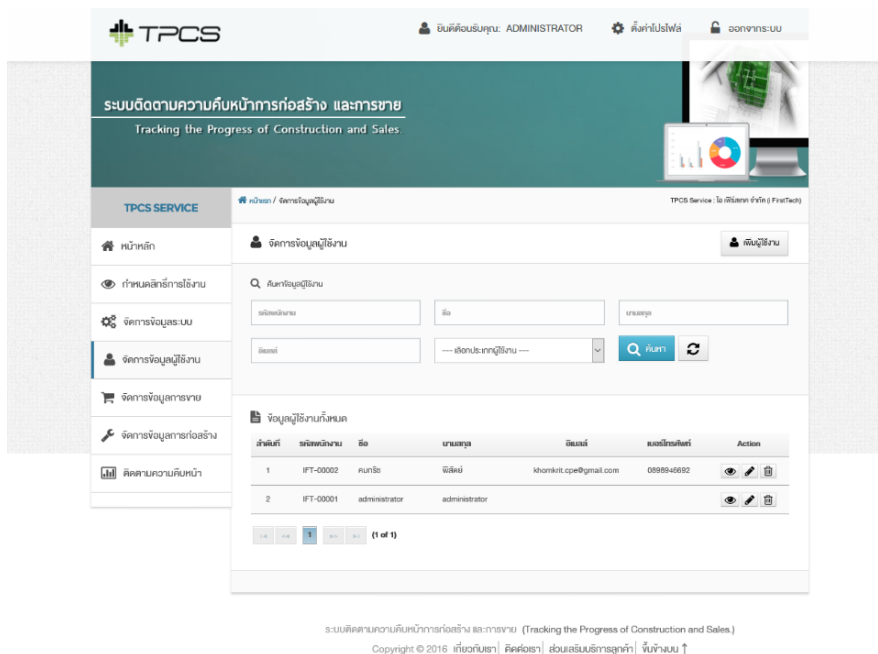 TPCS
ยินดีต้อนรับคุณ: ADMINISTRATOR
ตั้งค่าโปรไฟล์
ออกจากระบบ
ระบบติดตามความคืบหน้าการก่อสร้าง และการขาย
Tracking the Progress of Construction and Sales.
TPCS SERVICE
หน้าแรก / จัดการข้อมูลผู้ใช้งาน
TPCS Service : ไอ เฟิร์สเทค จำกัด (i FirstTech)
หน้าหลัก
กำหนดสิทธิ์การใช้งาน
จัดการข้อมูลระบบ
จัดการข้อมูลผู้ใช้งาน
จัดการข้อมูลการขาย
จัดการข้อมูลการก่อสร้าง
ติดตามความคืบหน้า
จัดการข้อมูลผู้ใช้งาน
เพิ่มผู้ใช้งาน
ค้นหาข้อมูลผู้ใช้งาน
รหัสพนักงาน
ชื่อ
นามสกุล
อีเมลล์
---- เลือกประเภทผู้ใช้งาน ----
ค้นหา
ข้อมูลผู้ใช้งานทั้งหมด
ลำดับที่ รหัสพนักงาน ชื่อ นามสกุล อีเมลล์ เบอร์โทรศัพท์ Action
1 IFT-00002 คมกริช พิลึก khomkrit.cpe@gmail.com 0898946692
2 IFT-00001 administrator administrator
1
(1 of 1)
ระบบติดตามความคืบหน้าการก่อสร้าง และการขาย (Tracking the Progress of Construction and Sales.)
Copyright © 2016 เกี่ยวกับเรา| ติดต่อเรา| ส่วนเสริมบริการลูกค้า| ขึ้นข้างบน ↑